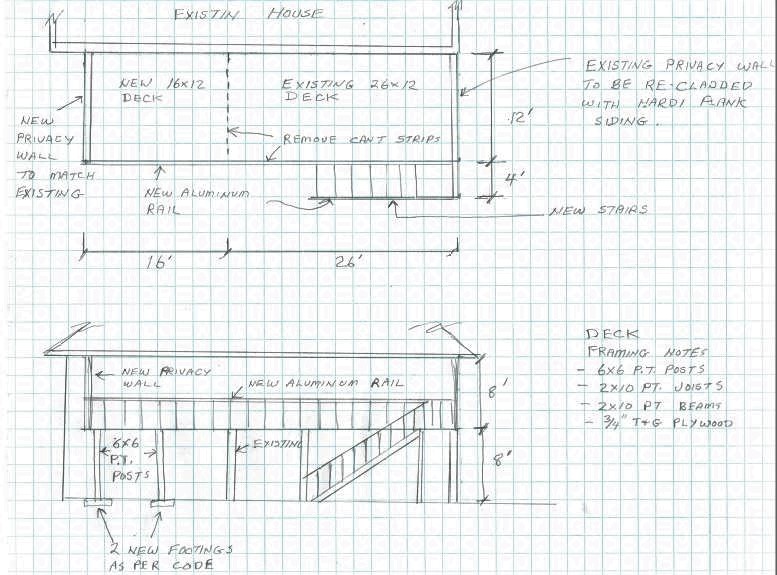 EXISTIN HOUSE
NEW 16x12
DECK
EXISTING 26x12
DECK
EXISTING PRIVACY WALL
TO BE RE-CLADDED
WITH HARDI PLANK
SIDING.
12'
NEW
PRIVACY
WALL
TO MATCH
EXISTING
REMOVE CANT STRIPS
4'
NEW ALUMINUM
RAIL
NEW STAIRS
16'
26'
NEW PRIVACY
WALL
NEW ALUMINUM RAIL
8'
6x6
P.T.
POSTS
EXISTING
8'
2 NEW FOOTINGS
AS PER CODE
DECK
FRAMING NOTES
- 6x6 P.T. POSTS
- 2x10 PT. JOISTS
- 2x10 PT BEAMS
- 3/4" T+G PLYWOOD